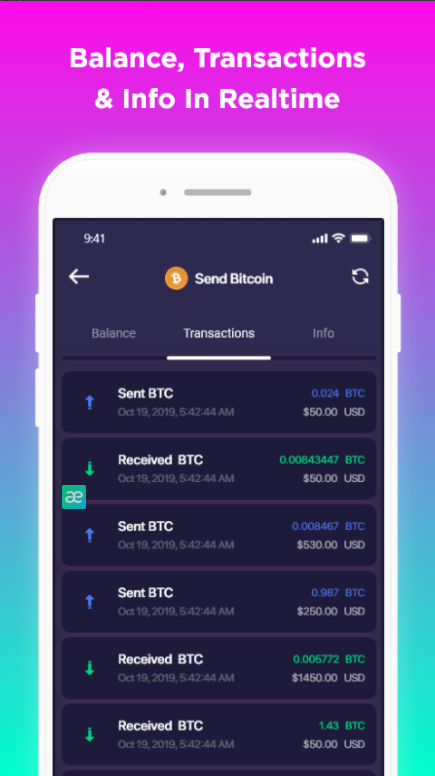 Balance, Transactions
& Info In Realtime
9:41
Send Bitcoin
Balance Transactions Info
Sent BTC 0.024 BTC
Oct 19, 2019, 5:42:44 AM $50.00 USD
Received BTC 0.00843447 BTC
Oct 19, 2019, 5:42:44 AM $50.00 USD
æ
Sent BTC 0.008467 BTC
Oct 19, 2019, 5:42:44 AM $530.00 USD
Sent BTC 0.987 BTC
Oct 19, 2019, 5:42:44 AM $250.00 USD
Received BTC 0.005772 BTC
Oct 19, 2019, 5:42:44 AM $1450.00 USD
Received BTC 1.43 BTC
Oct 19, 2019, 5:42:44 AM $50.00 USD